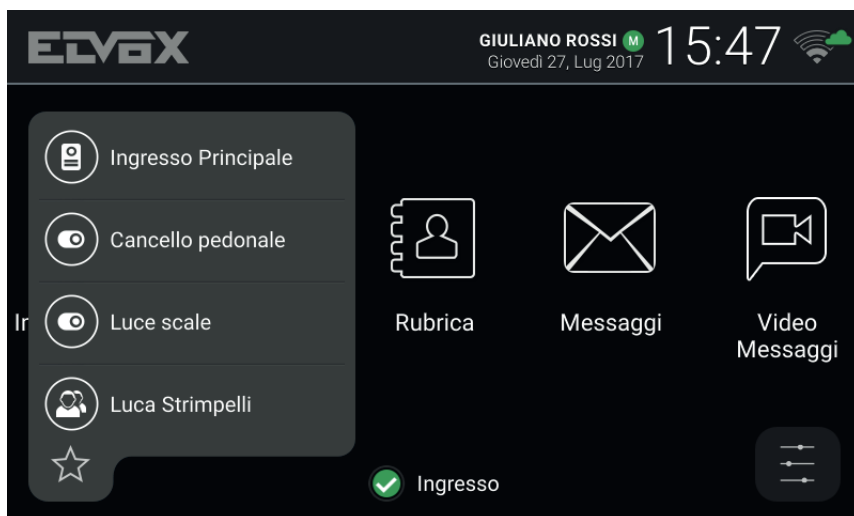 ELVOX
GIULIANO ROSSI M
15:47
Giovedì 27, Lug 2017
Ingresso Principale
Cancello pedonale
Luce scale
Luca Strimpelli
Rubrica
Messaggi
Video
Messaggi
Ingresso